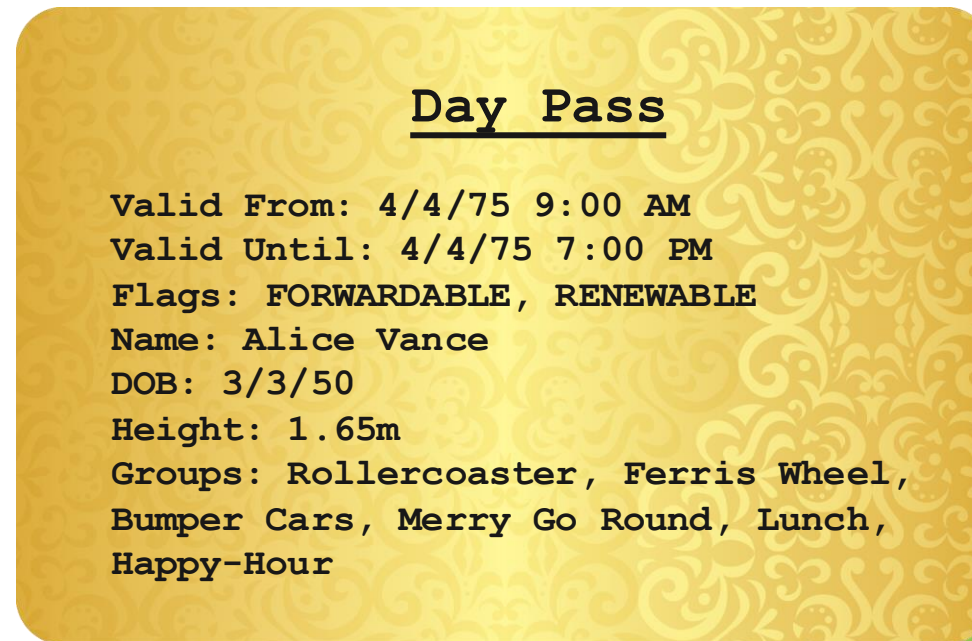 Day Pass
Valid From: 4/4/75 9:00 AM
Valid Until: 4/4/75 7:00 PM
Flags: FORWARDABLE, RENEWABLE
Name: Alice Vance
DOB: 3/3/50
Height: 1.65m
Groups: Rollercoaster, Ferris Wheel,
Bumper Cars, Merry Go Round, Lunch,
Happy-Hour